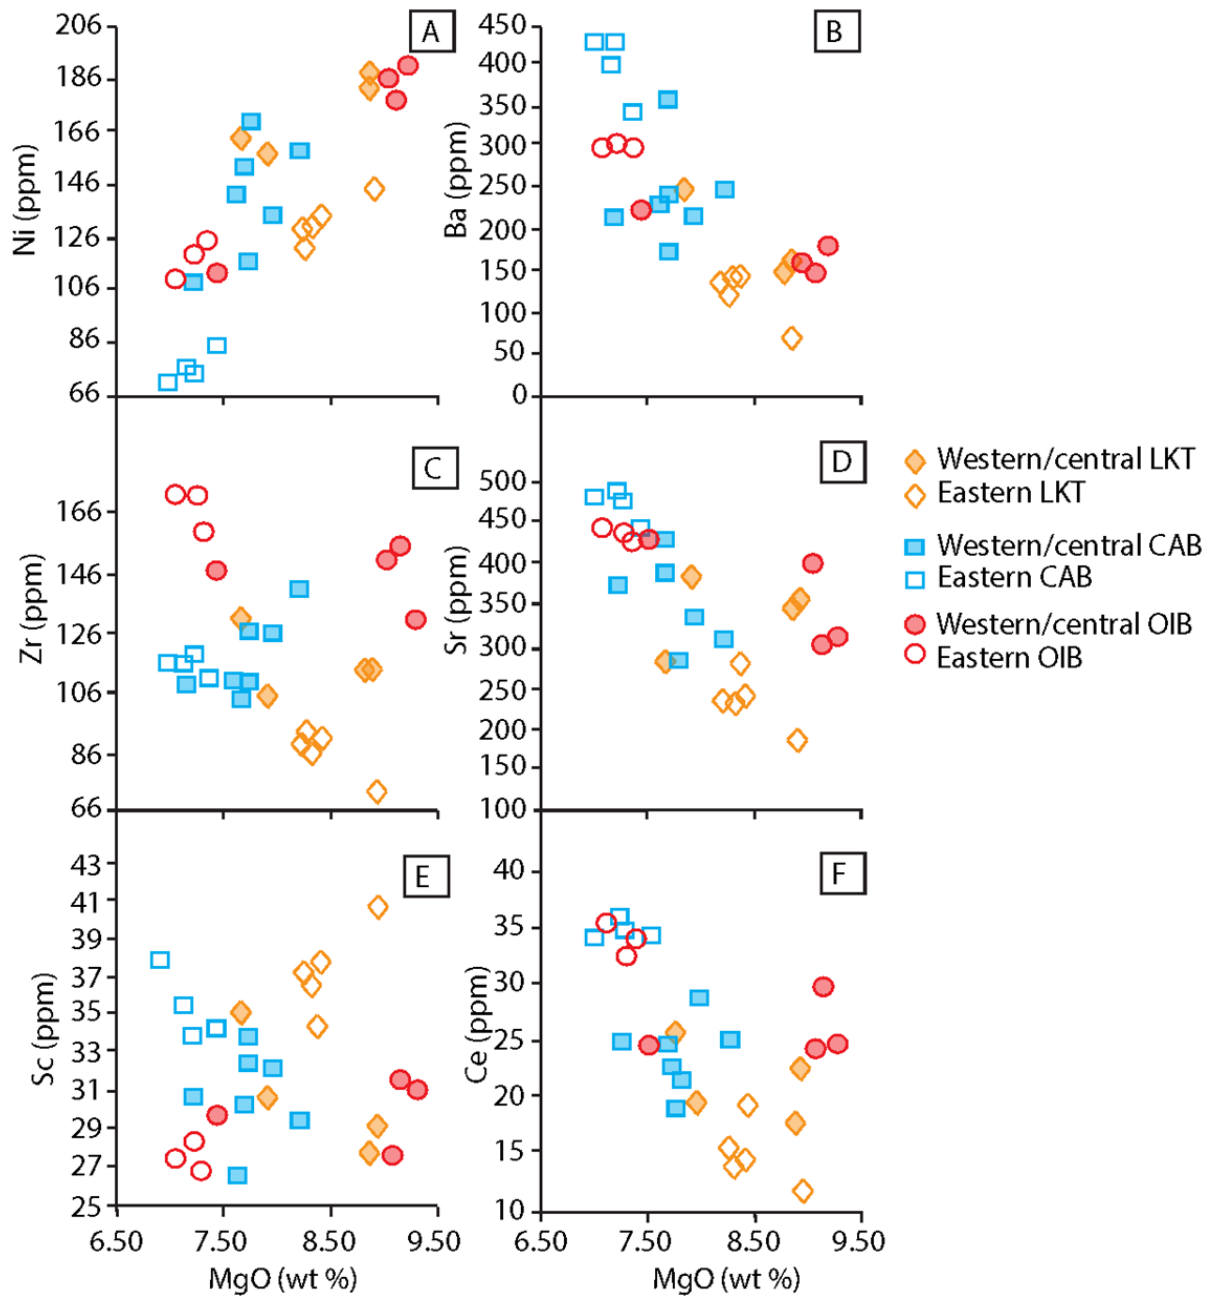 A
206
186
166
146
126
106
86
66
Ni (ppm)
B
450
400
350
300
250
200
150
100
50
0
Ba (ppm)
C
166
146
126
106
86
66
Zr (ppm)
D
500
450
400
350
300
250
200
150
100
Sr (ppm)
Western/central LKT
Eastern LKT
Western/central CAB
Eastern CAB
Western/central OIB
Eastern OIB
E
43
41
39
37
35
33
31
29
27
25
Sc (ppm)
6.50 7.50 8.50 9.50
MgO (wt %)
F
40
35
30
25
20
15
10
Ce (ppm)
6.50 7.50 8.50 9.50
MgO (wt %)